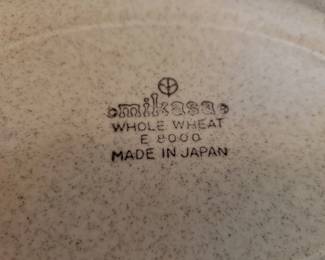 mikasa
WHOLE WHEAT
E 8000
MADE IN JAPAN